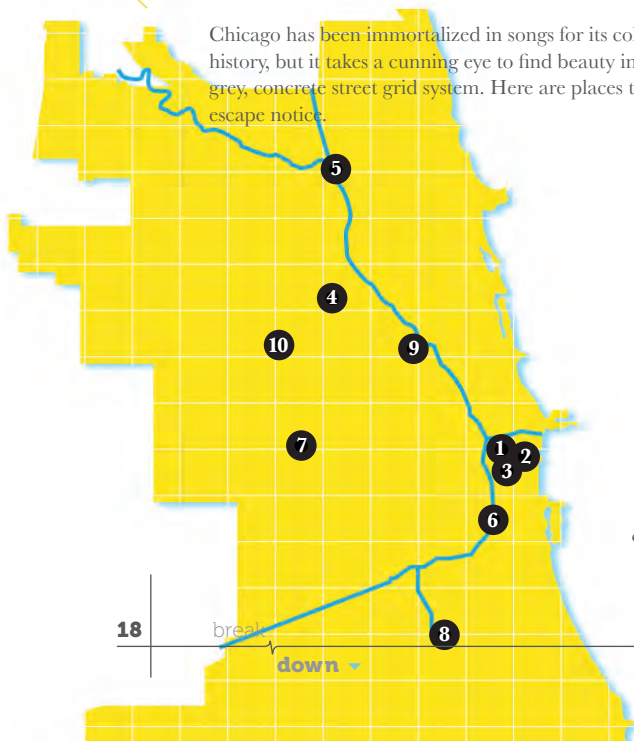 Chicago has been immortalized in songs for its
history, but it takes a cunning eye to find beauty in
grey, concrete street grid system. Here are places
escape notice.
5
4
10
9
7
1
2
3
6
8
18
break
down